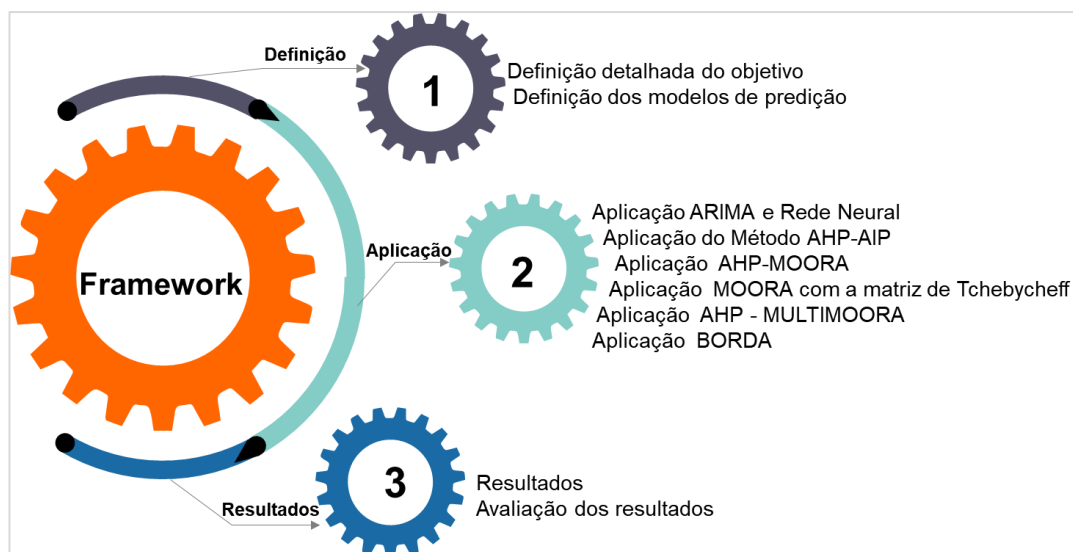 Framework
Definição
1
Definição detalhada do objetivo
Definição dos modelos de predição
Aplicação
2
Aplicação ARIMA e Rede Neural
Aplicação do Método AHP-AIP
Aplicação AHP-MOORA
Aplicação MOORA com a matriz de Tchebycheff
Aplicação AHP - MULTIMOORA
Aplicação BORDA
Resultados
3
Resultados
Avaliação dos resultados